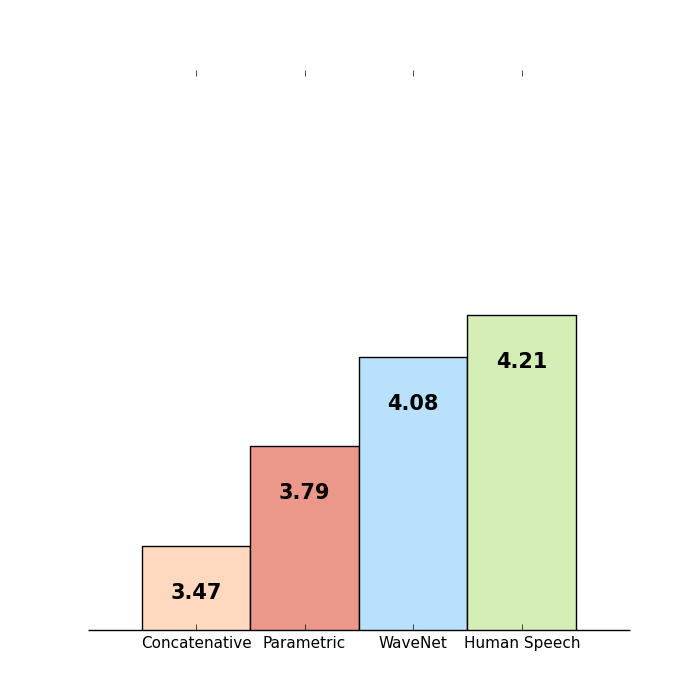 4.21
4.08
3.79
3.47
Concatenative Parametric WaveNet Human Speech